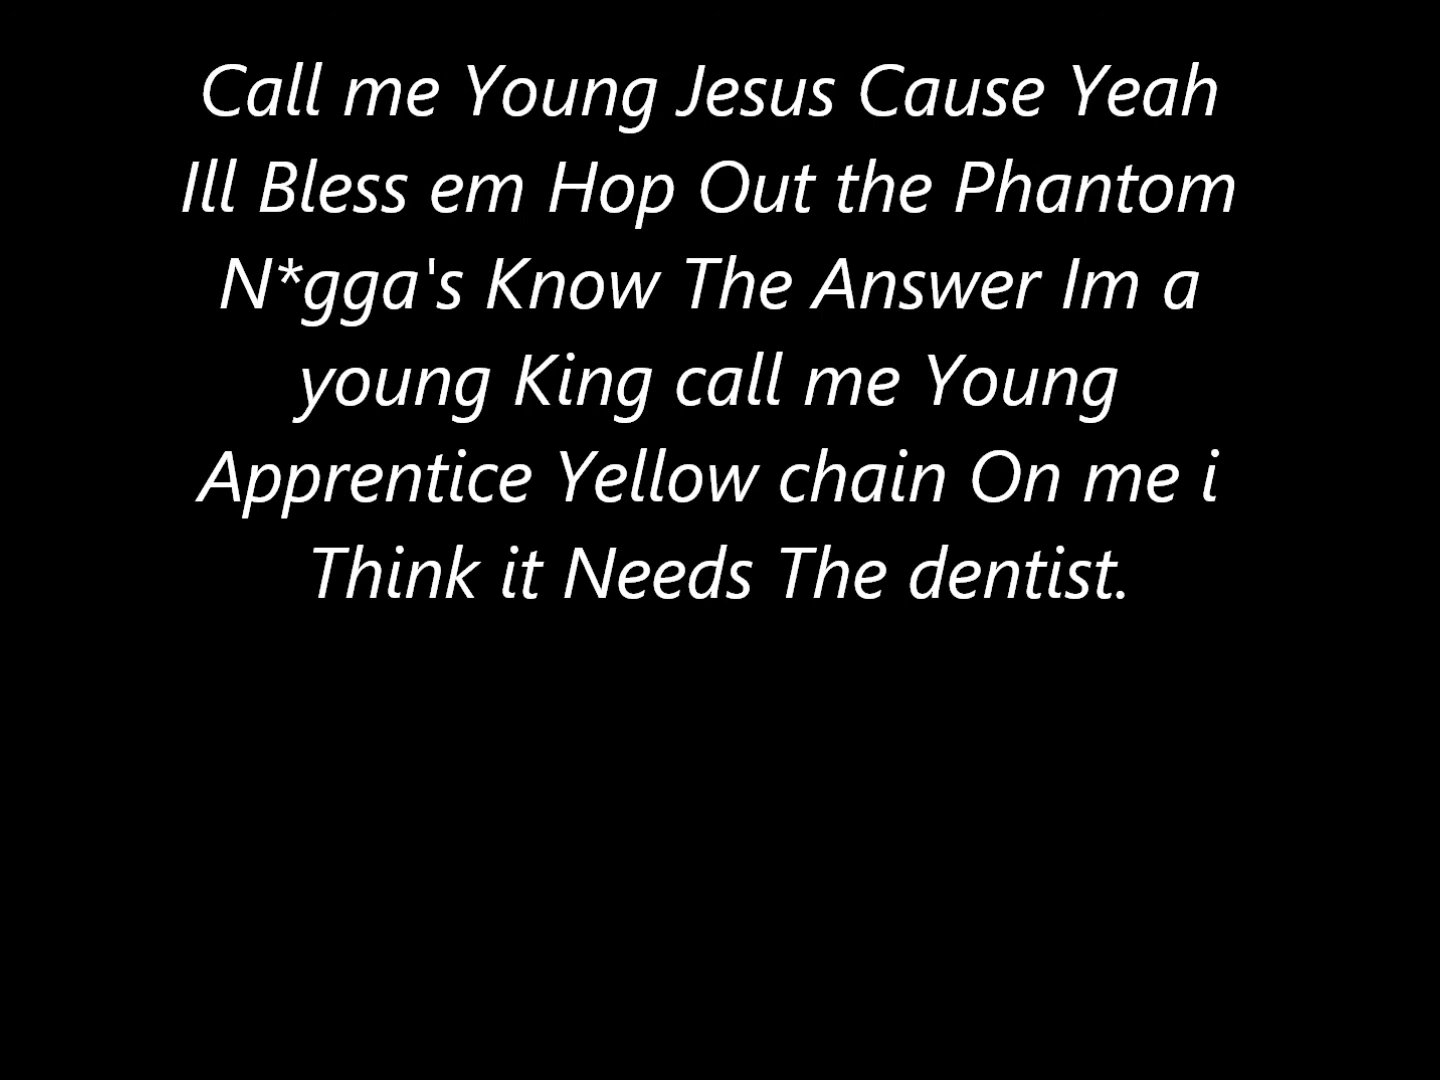 Call me Young Jesus Cause Yeah
Ill Bless em Hop Out the Phantom
N*gga's Know The Answer Im a
young King call me Young
Apprentice Yellow chain On me i
Think it Needs The dentist.